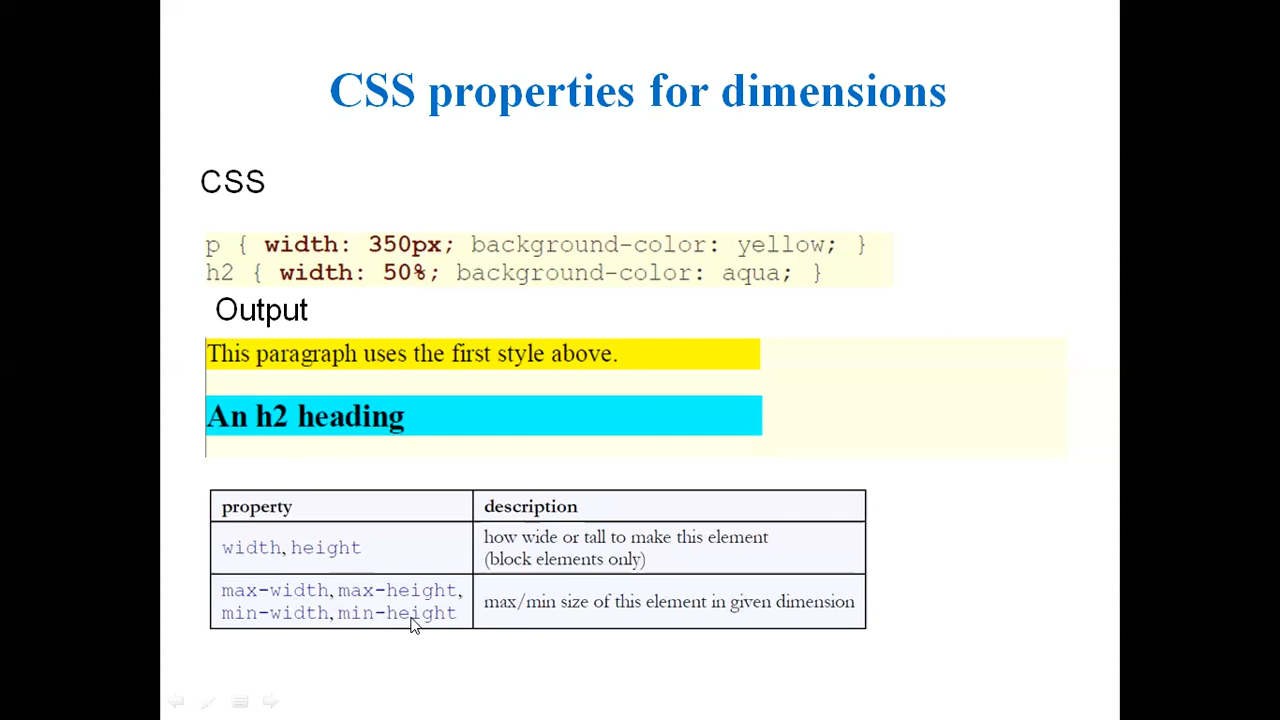 CSS properties for dimensions
CSS
p { width: 350px; background-color: yellow; }
h2 { width: 50%; background-color: aqua; }
Output
This paragraph uses the first style above.
An h2 heading
property description
width, height how wide or tall to make this element
(block elements only)
max-width, max-height,
min-width, min-height max/min size of this element in given dimension